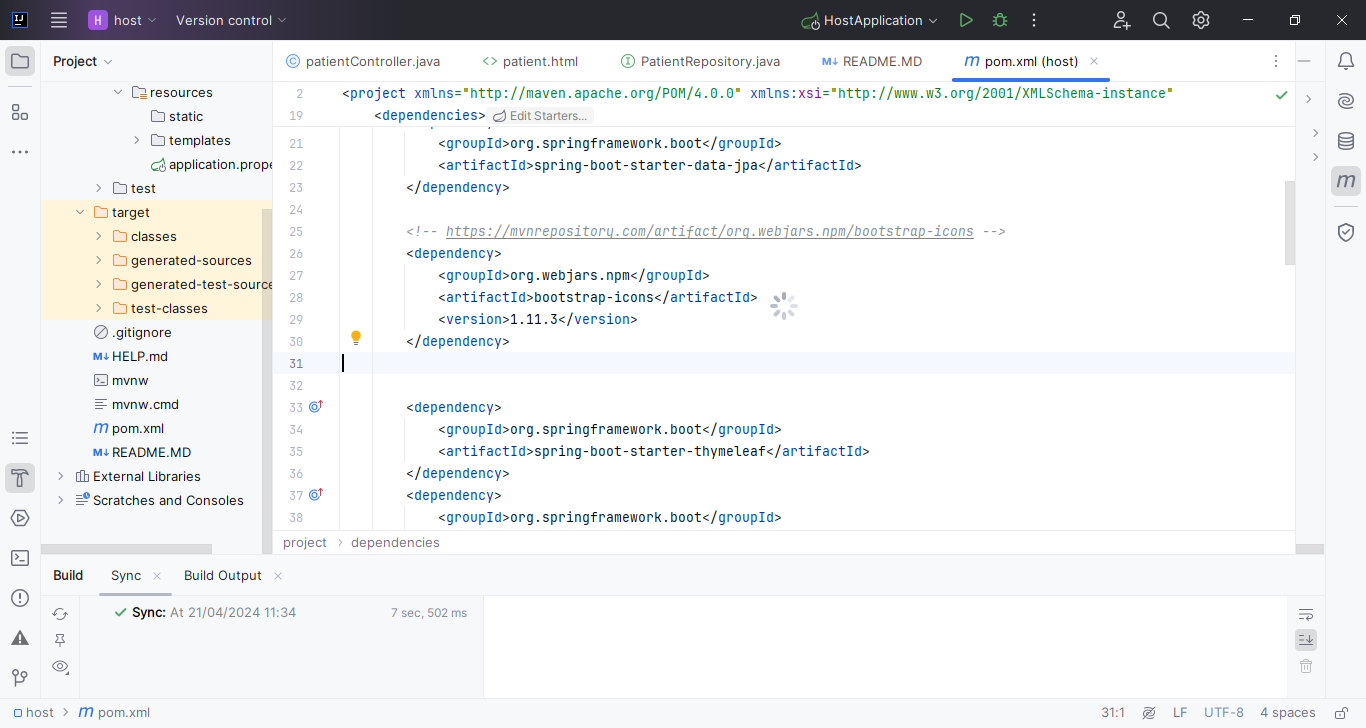 H host Version control HostApplication
Project
patientController.java patient.html PatientRepository.java README.MD pom.xml (host)
resources
static
templates
application.prope
test
target
classes
generated-sources
generated-test-source
test-classes
.gitignore
HELP.md
mvnw
mvnw.cmd
pom.xml
README.MD
External Libraries
Scratches and Consoles
2 <project xmlns="http://maven.apache.org/POM/4.0.0" xmlns:xsi="http://www.w3.org/2001/XMLSchema-instance"
19 <dependencies> Edit Starters...
21 <groupId>org.springframework.boot</groupId>
22 <artifactId>spring-boot-starter-data-jpa</artifactId>
23 </dependency>
24
25 <!-- https://mvnrepository.com/artifact/org.webjars.npm/bootstrap-icons -->
26 <dependency>
27 <groupId>org.webjars.npm</groupId>
28 <artifactId>bootstrap-icons</artifactId>
29 <version>1.11.3</version>
30 </dependency>
31
32
33 <dependency>
34 <groupId>org.springframework.boot</groupId>
35 <artifactId>spring-boot-starter-thymeleaf</artifactId>
36 </dependency>
37 <dependency>
38 <groupId>org.springframework.boot</groupId>
project > dependencies
Build Sync Build Output
Sync: At 21/04/2024 11:34 7 sec, 502 ms
host > pom.xml 31:1 LF UTF-8 4 spaces